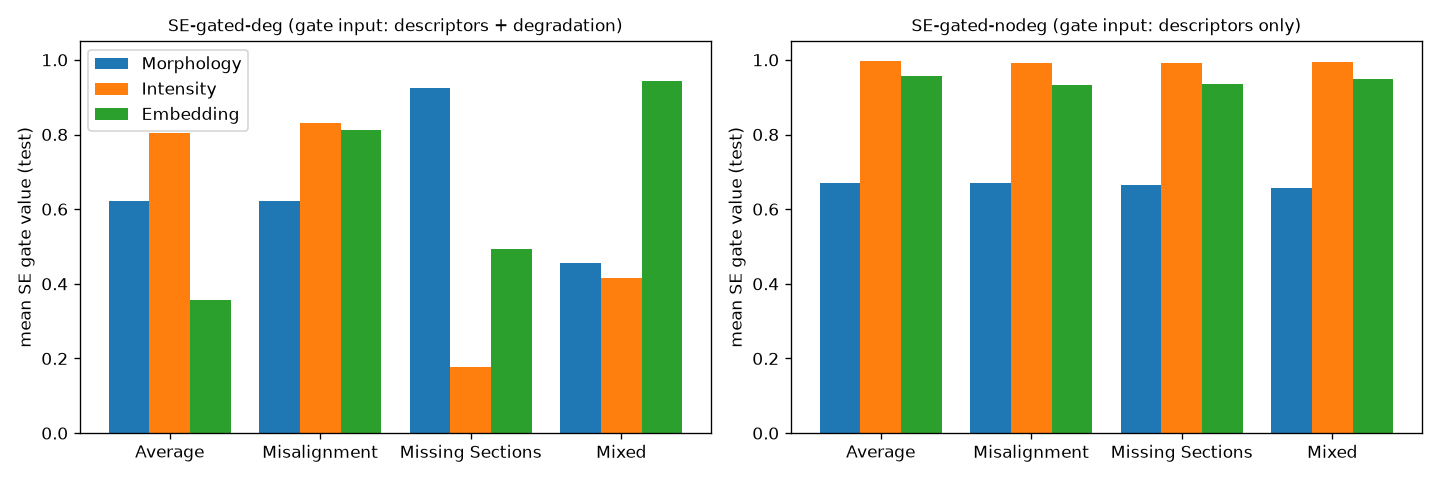 SE-gated-deg (gate input: descriptors + degradation)
mean SE gate value (test)
1.0
0.8
0.6
0.4
0.2
0.0
Morphology
Intensity
Embedding
Average
Misalignment
Missing Sections
Mixed
SE-gated-nodeg (gate input: descriptors only)
mean SE gate value (test)
1.0
0.8
0.6
0.4
0.2
0.0
Average
Misalignment
Missing Sections
Mixed